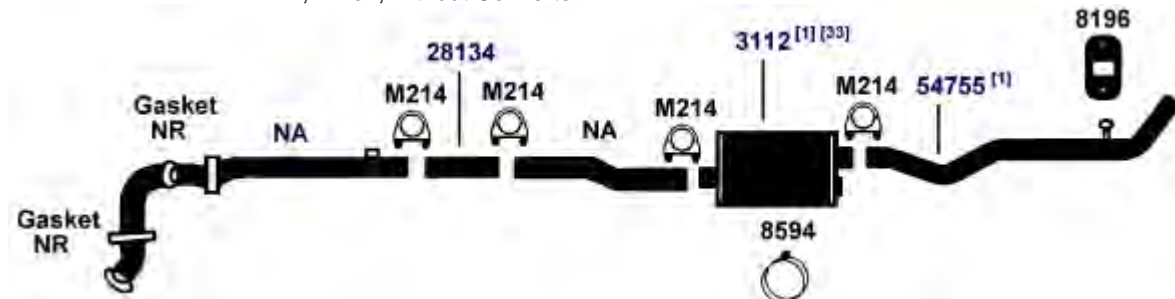 8196
3112 [1] [33]
28134
M214
M214
M214
M214
54755 [1]
Gasket
NR
NA
NA
Gasket
NR
8594